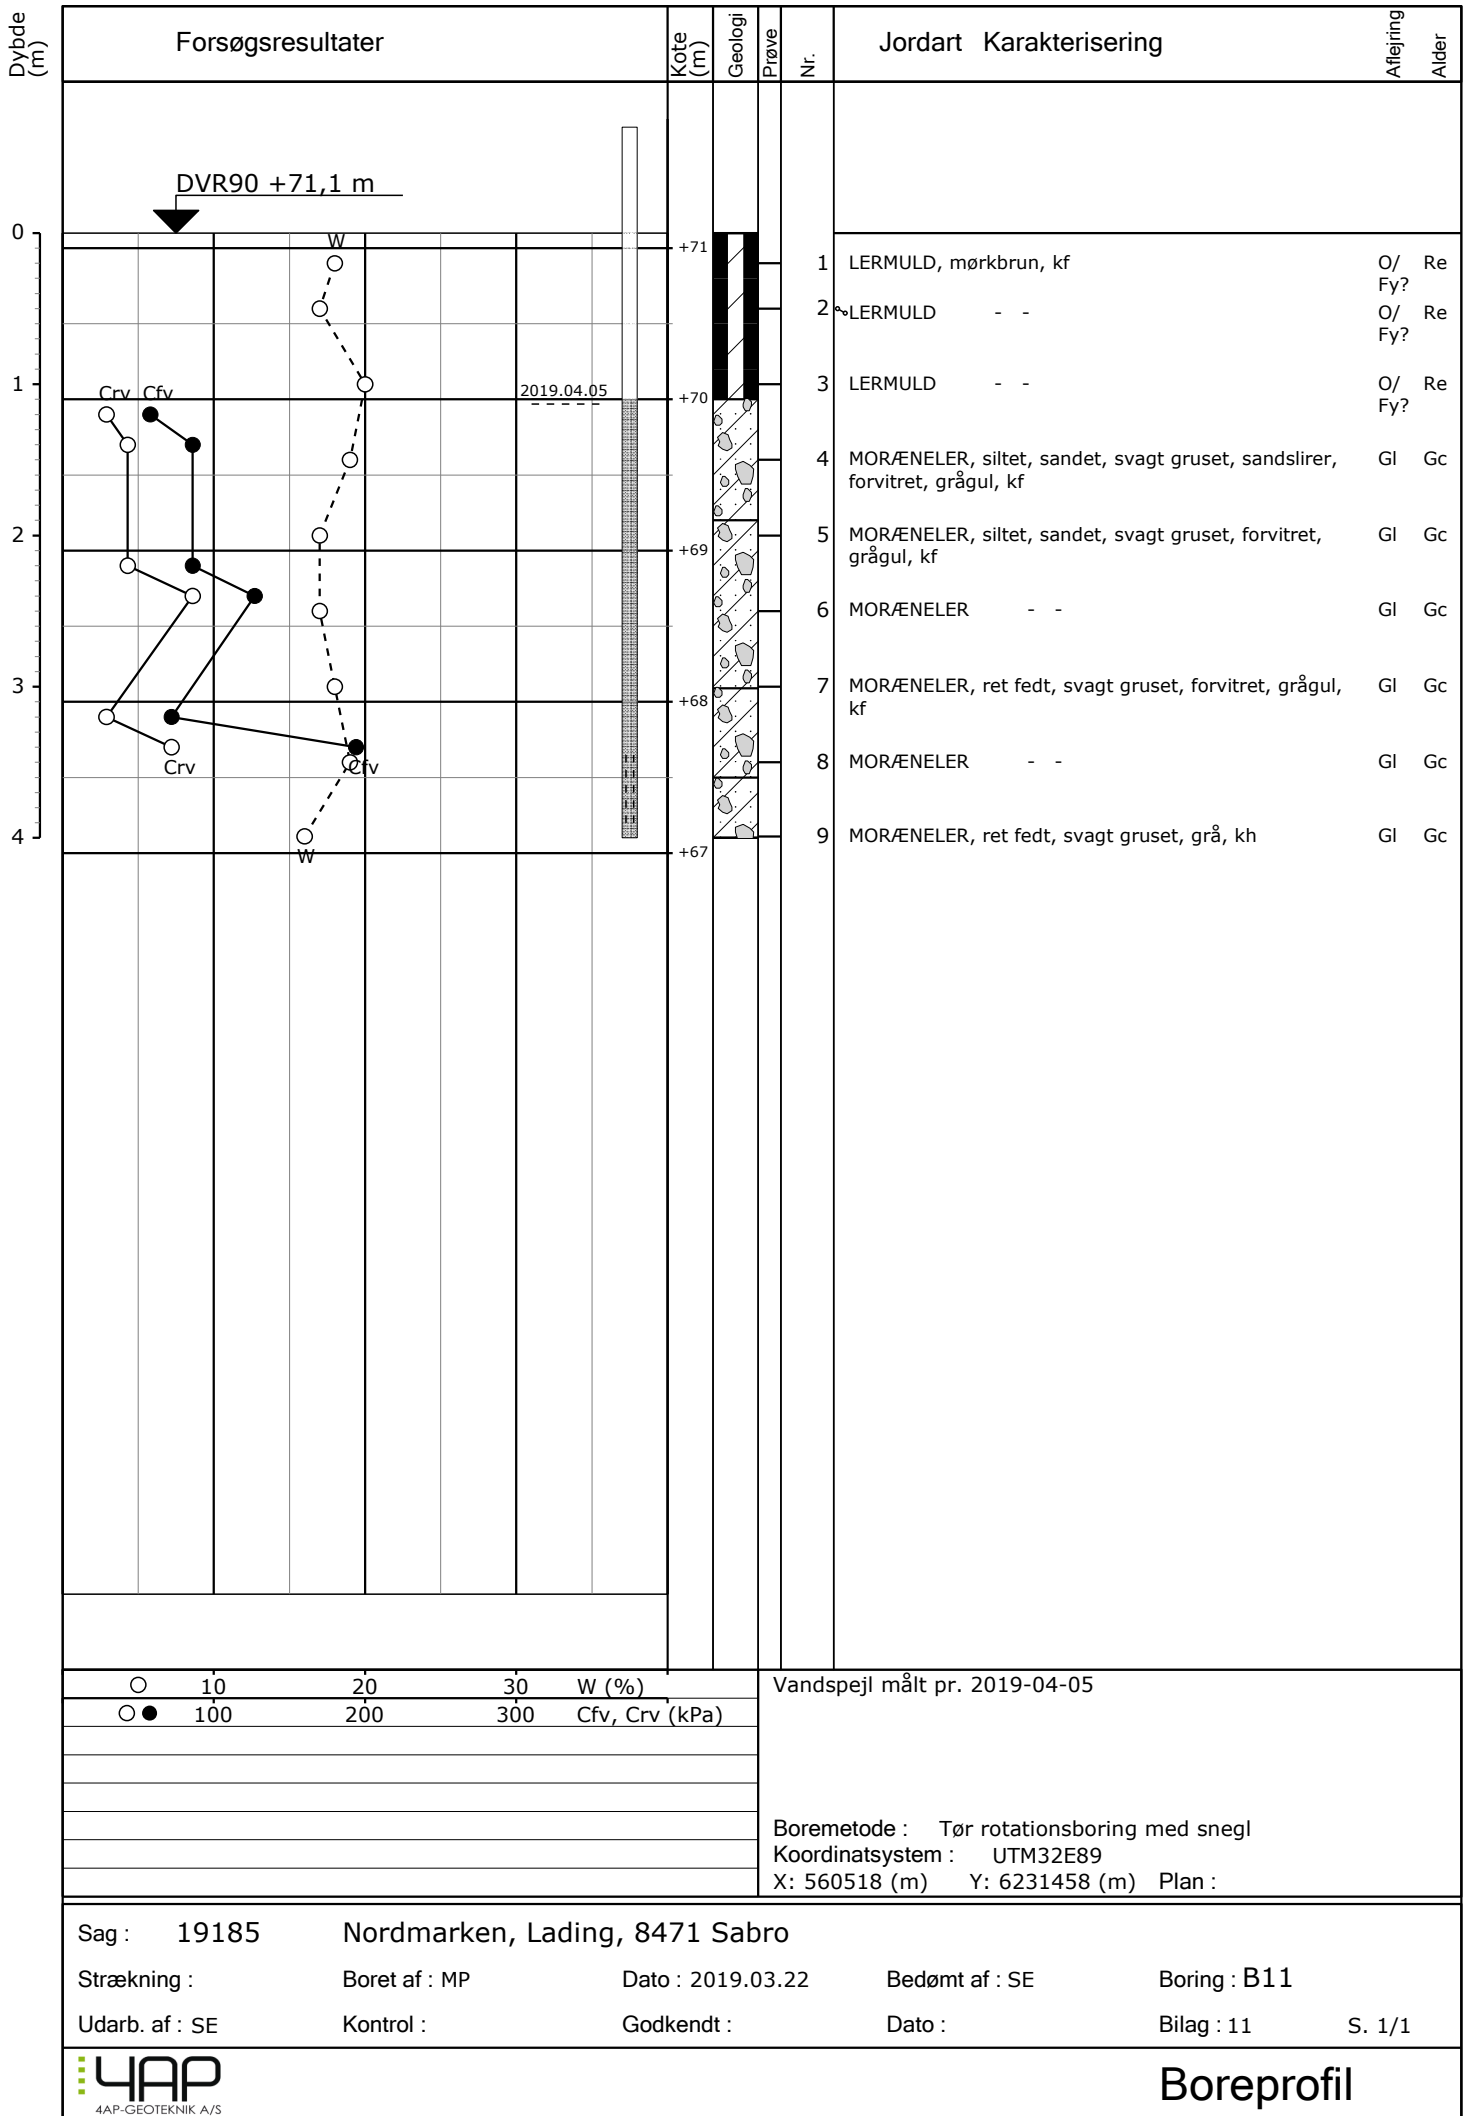 Dybde (m)
Forsøgsresultater
Kote (m)
Geologi
Prøve
Nr.
Jordart Karakterisering
Aflejring
Alder
DVR90 +71,1 m
0
W
+71
1 LERMULD, mørkbrun, kf O/ Re
Fy?
2 LERMULD - - O/ Re
Fy?
1
Crv Cfv
2019.04.05
+70
3 LERMULD - - O/ Re
Fy?
4 MORÆNELER, siltet, sandet, svagt gruset, sandslirer, Gl Gc
forvitret, grågul, kf
2
+69
5 MORÆNELER, siltet, sandet, svagt gruset, forvitret, Gl Gc
grågul, kf
6 MORÆNELER - - Gl Gc
3
+68
7 MORÆNELER, ret fedt, svagt gruset, forvitret, grågul, Gl Gc
kf
Crv Cfv
8 MORÆNELER - - Gl Gc
4
W
+67
9 MORÆNELER, ret fedt, svagt gruset, grå, kh Gl Gc
10 20 30 W (%)
100 200 300 Cfv, Crv (kPa)
Vandspejl målt pr. 2019-04-05
Boremetode : Tør rotationsboring med snegl
Koordinatsystem : UTM32E89
X: 560518 (m) Y: 6231458 (m) Plan :
Sag : 19185 Nordmarken, Lading, 8471 Sabro
Strækning : Boret af : MP Dato : 2019.03.22 Bedømt af : SE Boring : B11
Udarb. af : SE Kontrol : Godkendt : Dato : Bilag : 11 S. 1/1
4AP
4AP-GEOTEKNIK A/S
Boreprofil